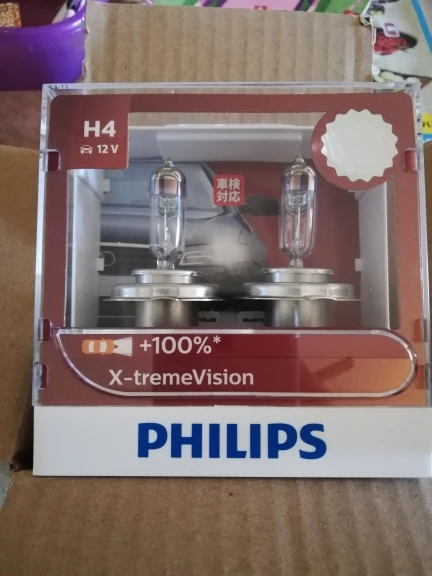 H4
12 V
車検
対応
+100%*
X-tremeVision
PHILIPS